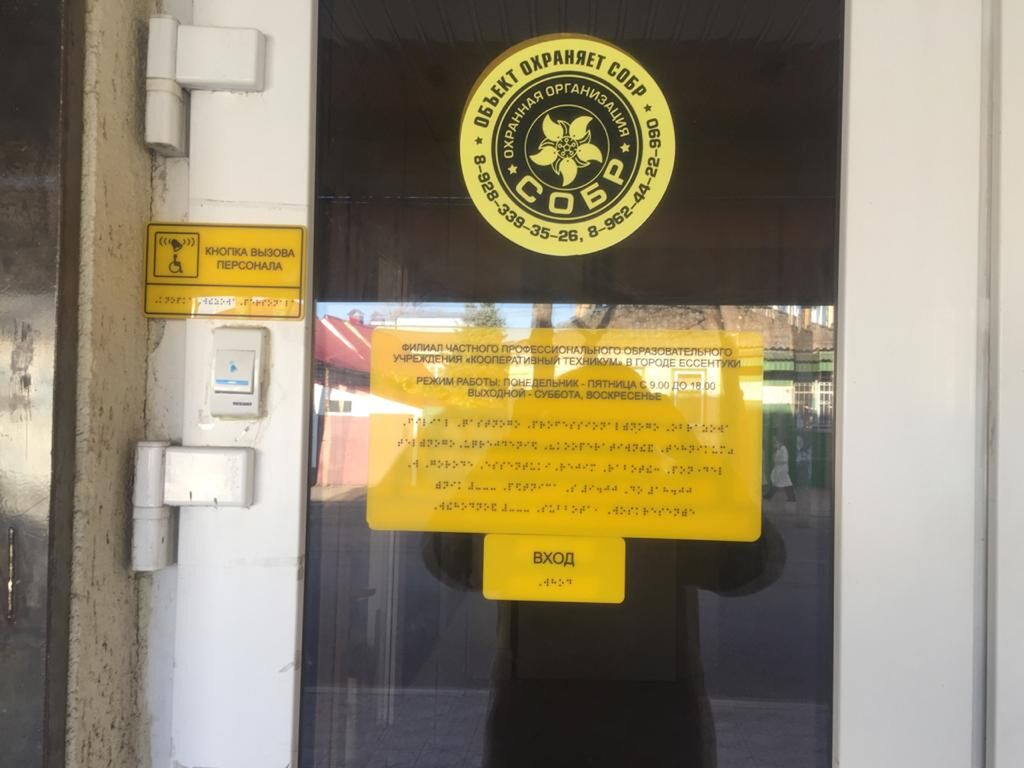 ★ ОБЪЕКТ ОХРАНЯЕТ СОБР ★
ОХРАННАЯ ОРГАНИЗАЦИЯ
★ СОБР ★
8-928-339-35-26, 8-962-44-22-990
КНОПКА ВЫЗОВА
ПЕРСОНАЛА
ФИЛИАЛ ЧАСТНОГО ПРОФЕССИОНАЛЬНОГО ОБРАЗОВАТЕЛЬНОГО
УЧРЕЖДЕНИЯ «КООПЕРАТИВНЫЙ ТЕХНИКУМ» В ГОРОДЕ ЕССЕНТУКИ
РЕЖИМ РАБОТЫ: ПОНЕДЕЛЬНИК - ПЯТНИЦА С 9.00 ДО 18.00
ВЫХОДНОЙ - СУББОТА, ВОСКРЕСЕНЬЕ
ВХОД